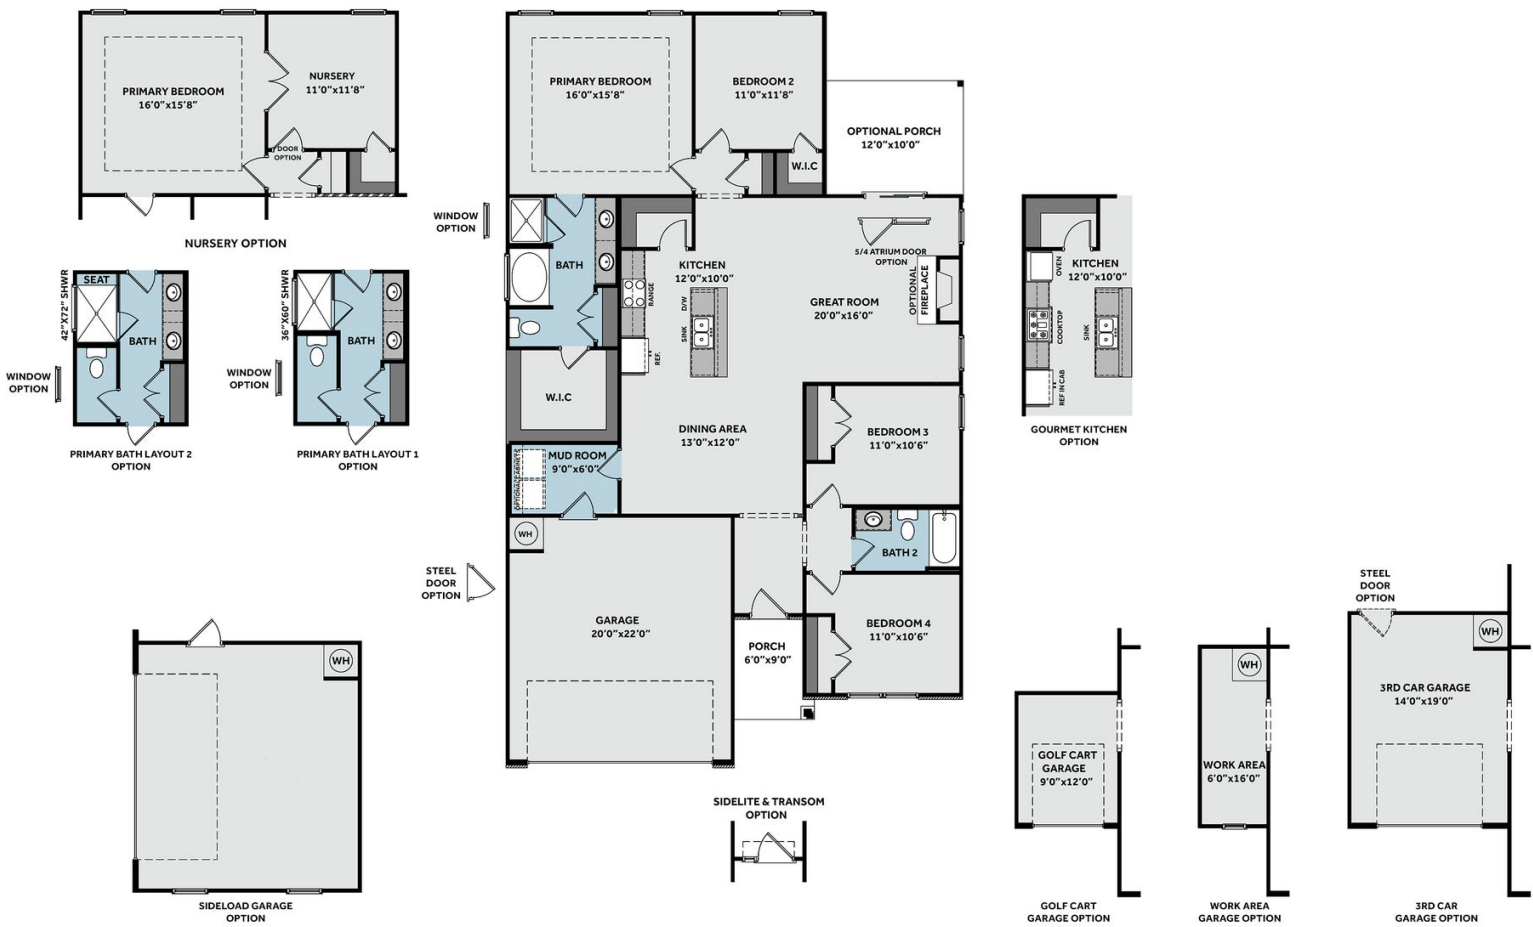 PRIMARY BEDROOM
16'0"x15'8"
NURSERY
11'0"x11'8"
DOOR
OPTION
NURSERY OPTION
PRIMARY BEDROOM
16'0"x15'8"
BEDROOM 2
11'0"x11'8"
W.I.C
OPTIONAL PORCH
12'0"x10'0"
WINDOW
OPTION
BATH
KITCHEN
12'0"x10'0"
RANGE
D/W
SINK
REF.
5/4 ATRIUM DOOR
OPTION
GREAT ROOM
20'0"x16'0"
OPTIONAL
FIREPLACE
W.I.C
DINING AREA
13'0"x12'0"
BEDROOM 3
11'0"x10'6"
MUD ROOM
9'0"x6'0"
OPTIONAL CABINETS
WH
BATH 2
STEEL
DOOR
OPTION
GARAGE
20'0"x22'0"
PORCH
6'0"x9'0"
BEDROOM 4
11'0"x10'6"
OVEN
KITCHEN
12'0"x10'0"
COOKTOP
SINK
REF IN CAB
GOURMET KITCHEN
OPTION
42"X72" SHWR
SEAT
BATH
WINDOW
OPTION
PRIMARY BATH LAYOUT 2
OPTION
36"X60" SHWR
BATH
WINDOW
OPTION
PRIMARY BATH LAYOUT 1
OPTION
WH
SIDELOAD GARAGE
OPTION
SIDELITE & TRANSOM
OPTION
GOLF CART
GARAGE
9'0"x12'0"
GOLF CART
GARAGE OPTION
WH
WORK AREA
6'0"x16'0"
WORK AREA
GARAGE OPTION
STEEL
DOOR
OPTION
WH
3RD CAR GARAGE
14'0"x19'0"
3RD CAR
GARAGE OPTION